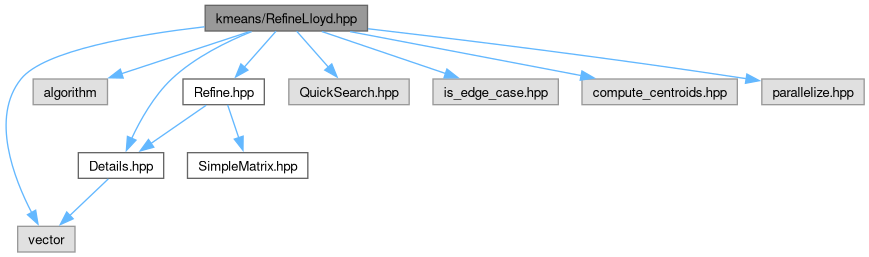 kmeans/RefineLloyd.hpp
algorithm
Refine.hpp
QuickSearch.hpp
is_edge_case.hpp
compute_centroids.hpp
parallelize.hpp
Details.hpp
SimpleMatrix.hpp
vector